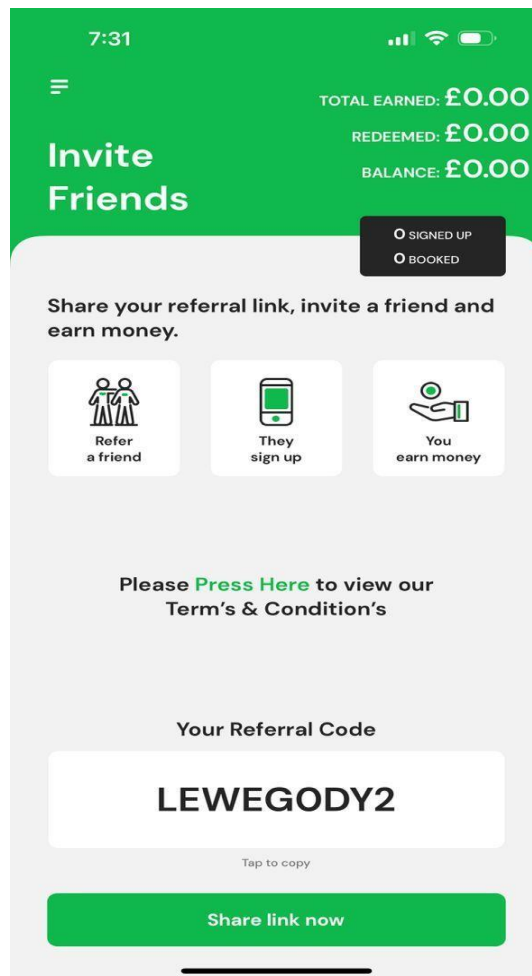 7:31
TOTAL EARNED: £0.00
REDEEMED: £0.00
BALANCE: £0.00
Invite
Friends
0 SIGNED UP
0 BOOKED
Share your referral link, invite a friend and
earn money.
Refer
a friend
They
sign up
You
earn money
Please Press Here to view our
Term's & Condition's
Your Referral Code
LEWEGODY2
Tap to copy
Share link now